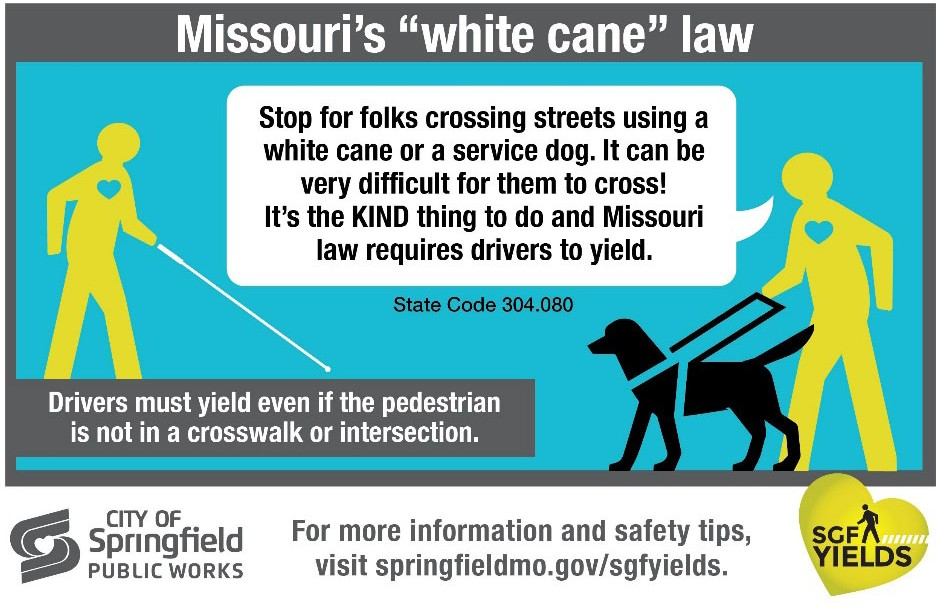 Missouri's “white cane” law
Stop for folks crossing streets using a
white cane or a service dog. It can be
very difficult for them to cross!
It's the KIND thing to do and Missouri
law requires drivers to yield.
State Code 304.080
Drivers must yield even if the pedestrian
is not in a crosswalk or intersection.
CITY OF
Springfield
PUBLIC WORKS
For more information and safety tips,
visit springfieldmo.gov/sgfyields.
SGF
YIELDS